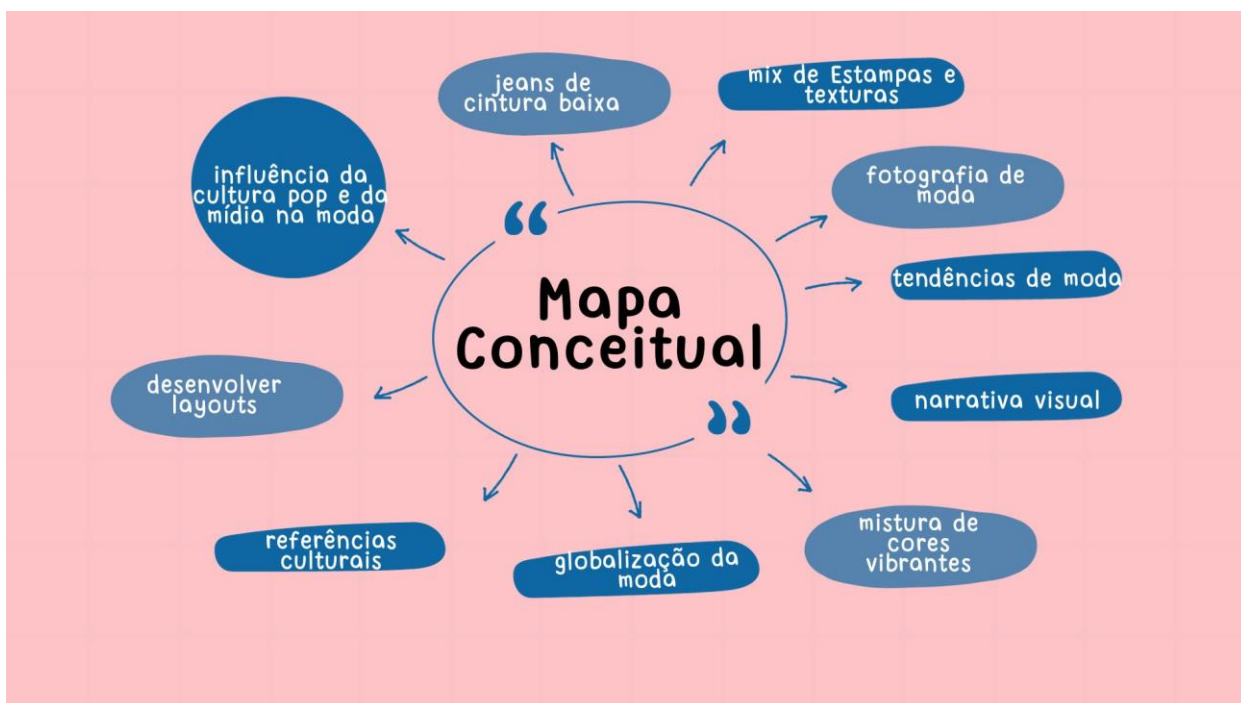 jeans de
cintura baixa
mix de Estampas e
texturas
influência da
cultura pop e da
mídia na moda
fotografia de
moda
tendências de moda
“
Mapa
Conceitual
”
desenvolver
layouts
narrativa visual
referências
culturais
globalização da
moda
mistura de
cores
vibrantes